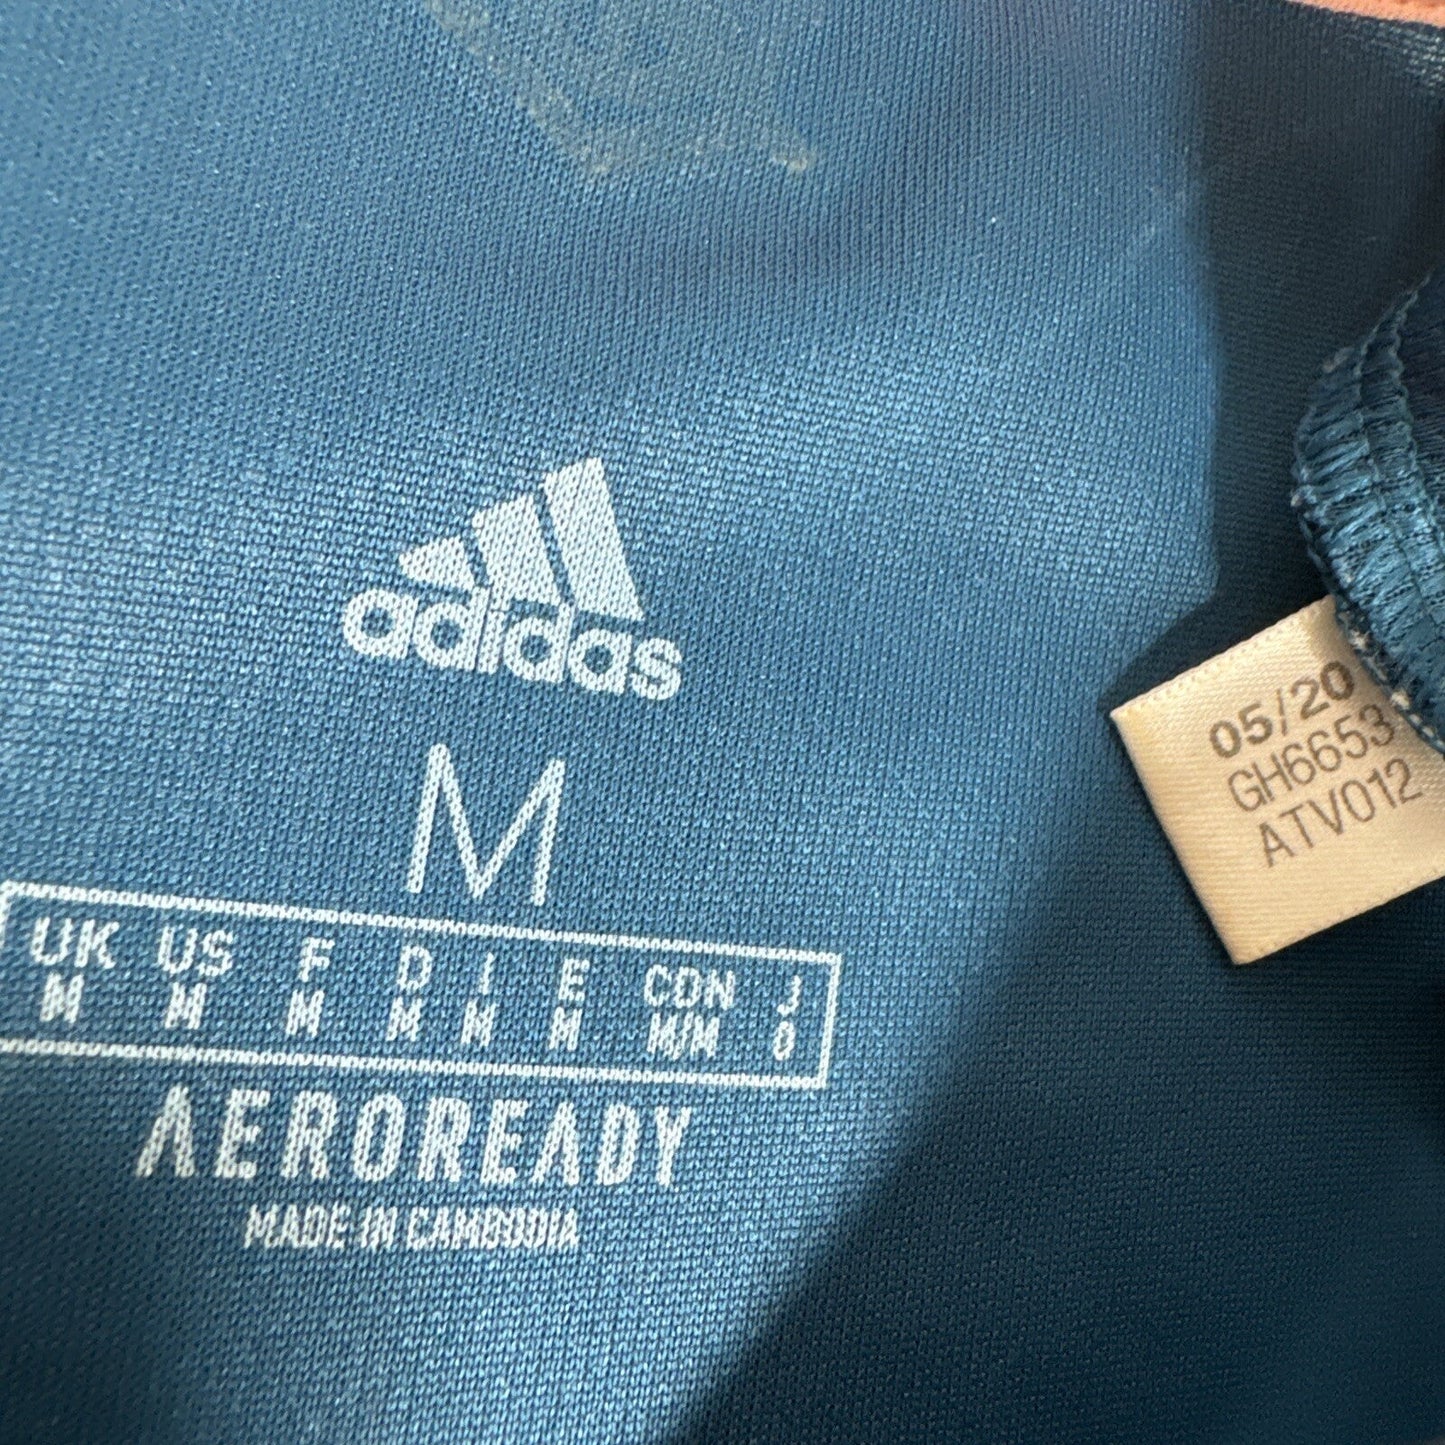 adidas
M
UK US F D I E CDN J
M M M M M M M/M O
AEROREADY
MADE IN CAMBODIA
05/20
GH6653
ATV012